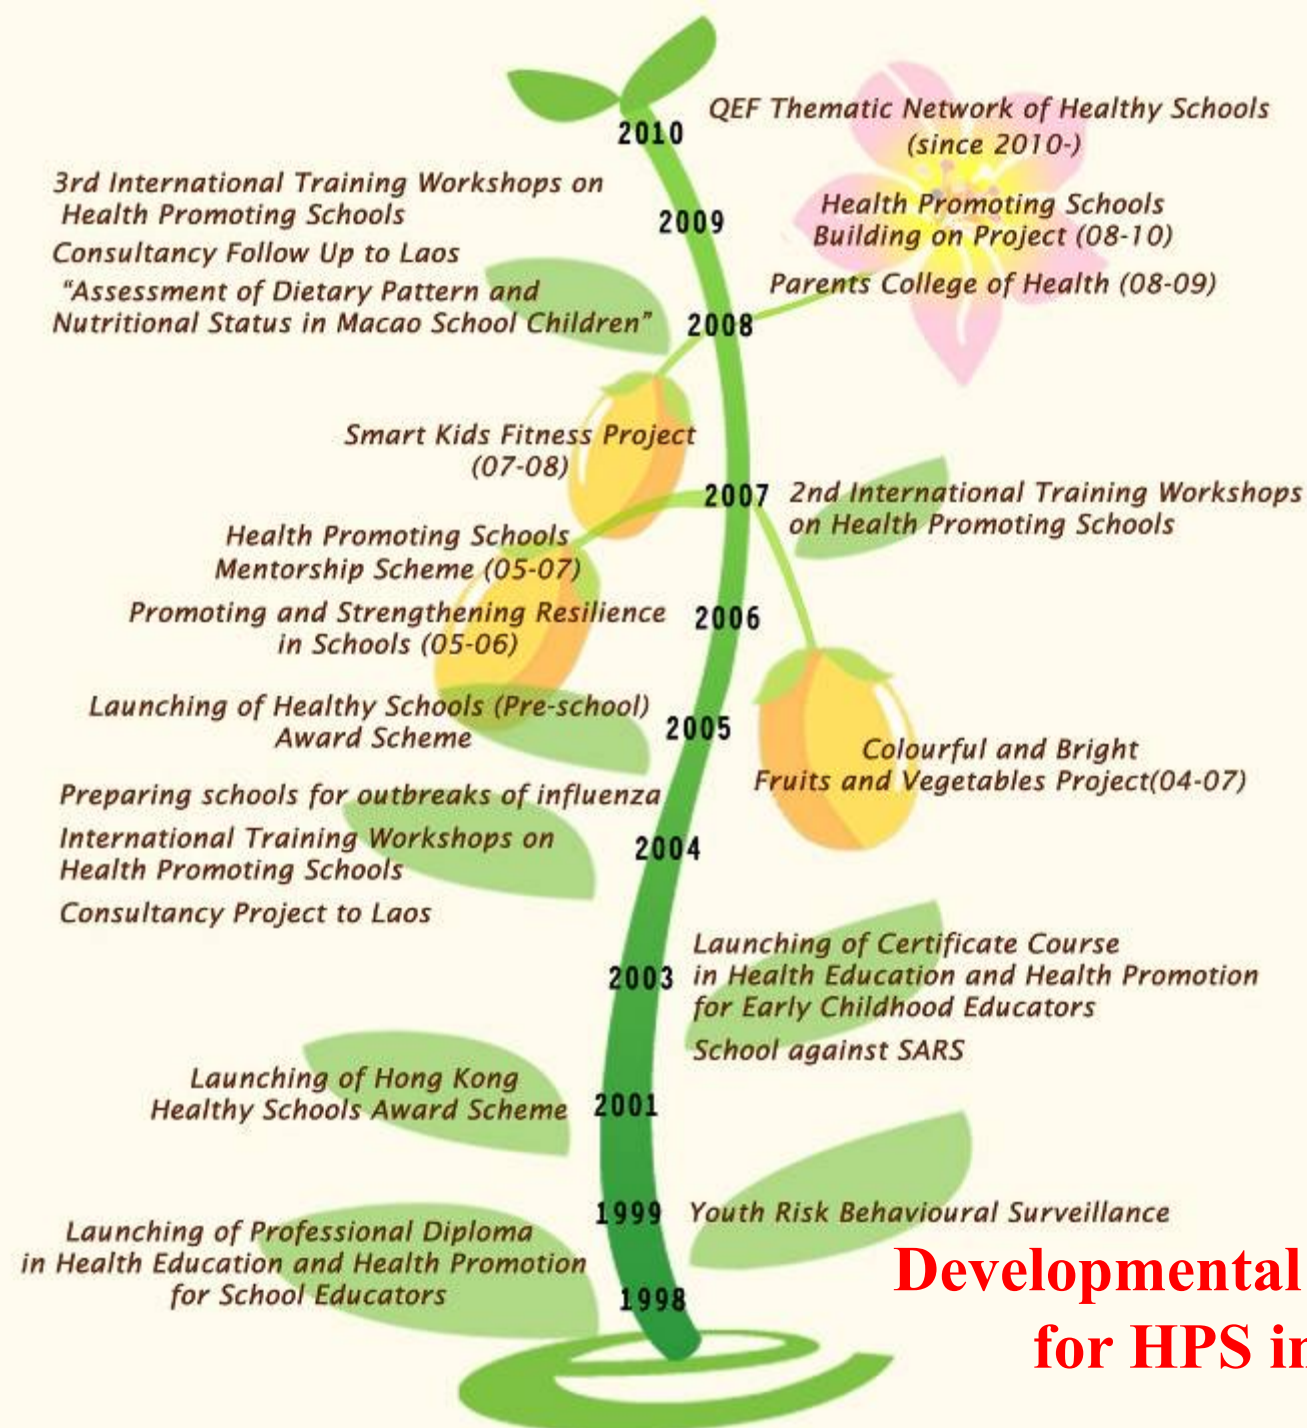 2010
QEF Thematic Network of Healthy Schools
(since 2010-)
3rd International Training Workshops on
Health Promoting Schools
Consultancy Follow Up to Laos
“Assessment of Dietary Pattern and
Nutritional Status in Macao School Children”
2009
Health Promoting Schools
Building on Project (08-10)
Parents College of Health (08-09)
2008
Smart Kids Fitness Project
(07-08)
2007
2nd International Training Workshops
on Health Promoting Schools
Health Promoting Schools
Mentorship Scheme (05-07)
Promoting and Strengthening Resilience
in Schools (05-06)
2006
Launching of Healthy Schools (Pre-school)
Award Scheme
2005
Colourful and Bright
Fruits and Vegetables Project(04-07)
Preparing schools for outbreaks of influenza
International Training Workshops on
Health Promoting Schools
Consultancy Project to Laos
2004
Launching of Certificate Course
in Health Education and Health Promotion
for Early Childhood Educators
School against SARS
2003
Launching of Hong Kong
Healthy Schools Award Scheme
2001
1999
Youth Risk Behavioural Surveillance
Launching of Professional Diploma
in Health Education and Health Promotion
for School Educators
1998
Developmental
for HPS in